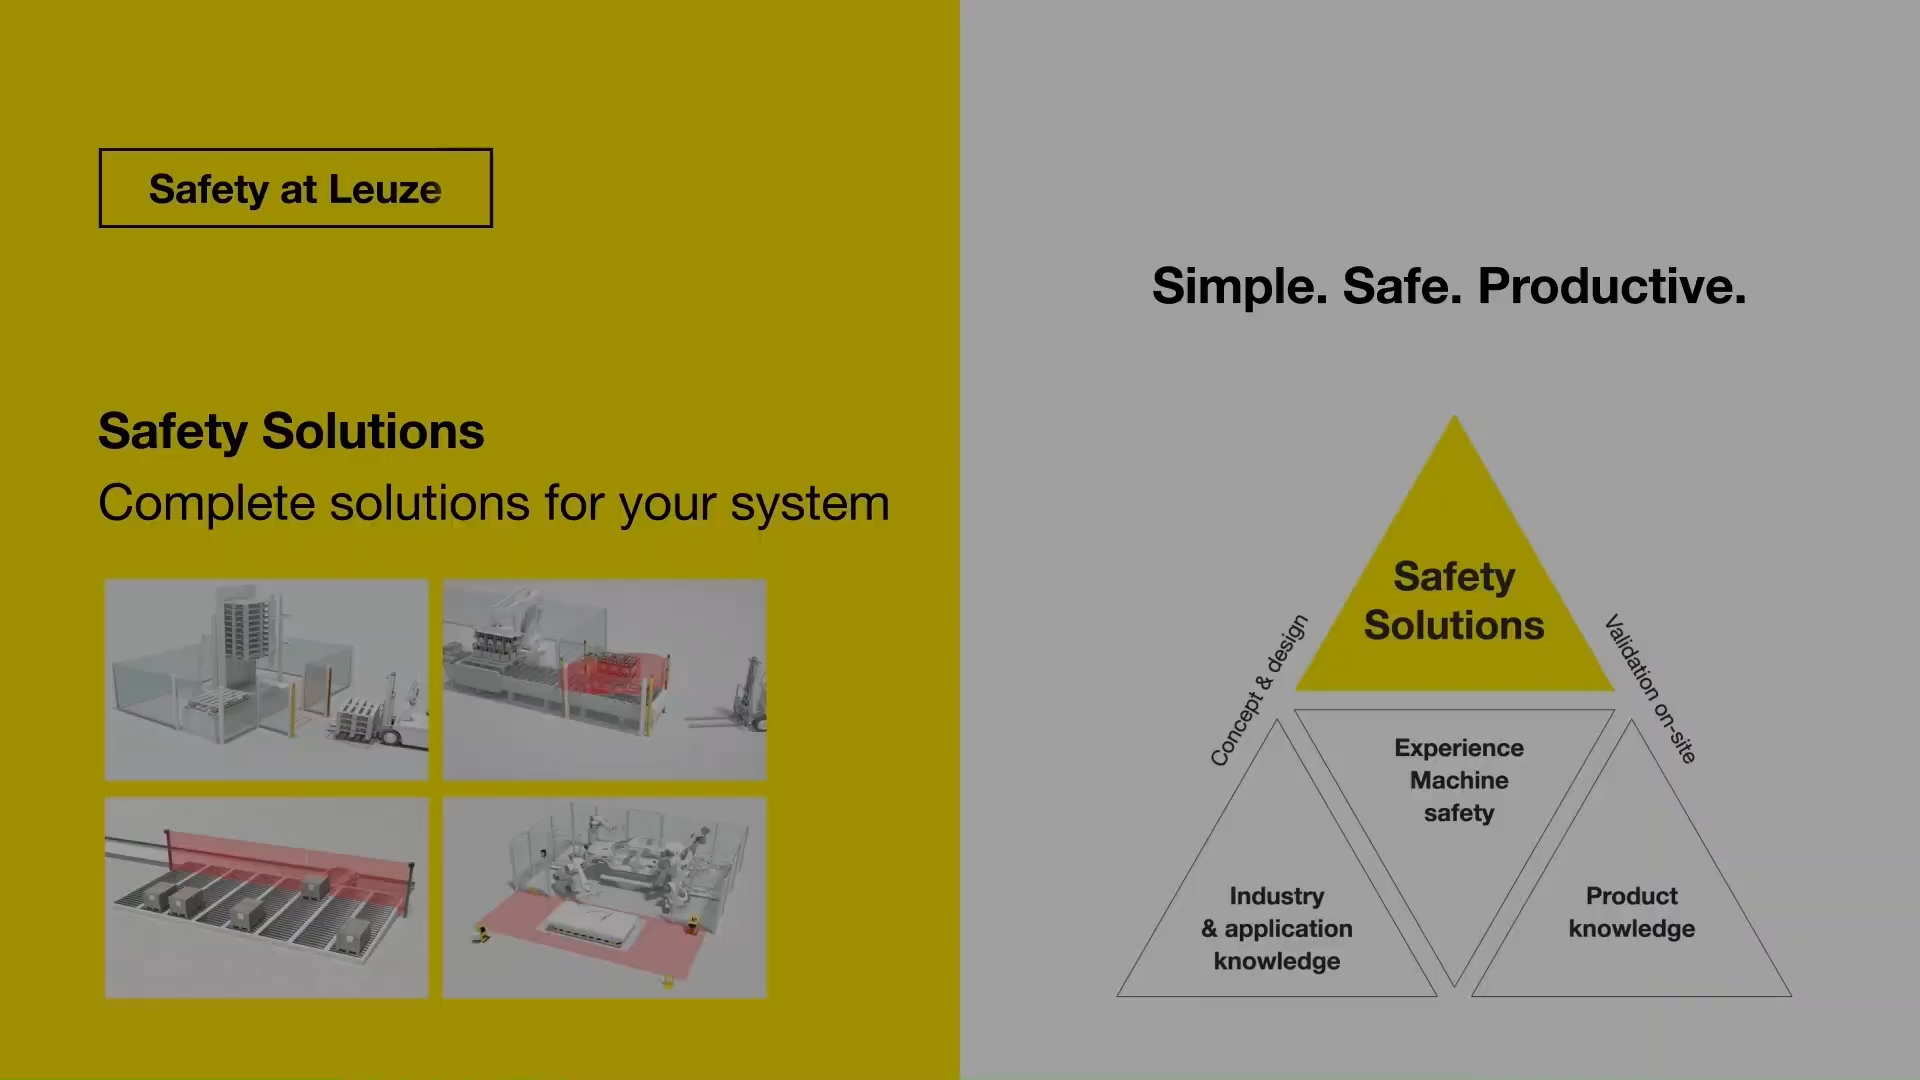 Safety at Leuze
Safety Solutions
Complete solutions for your system
Simple. Safe. Productive.
Safety
Solutions
Concept & design
Validation on-site
Experience
Machine
safety
Industry
& application
knowledge
Product
knowledge